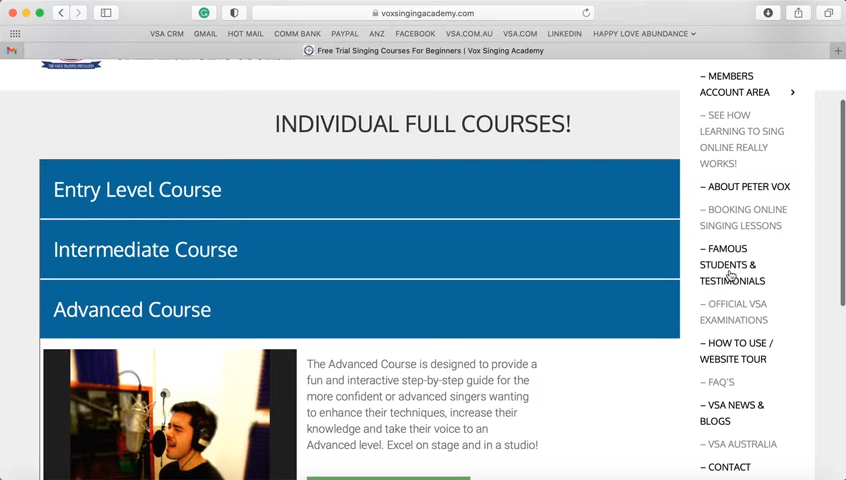 voxsingingacademy.com
VSA CRM GMAIL HOT MAIL COMM BANK PAYPAL ANZ FACEBOOK VSA.COM.AU VSA.COM LINKEDIN HAPPY LOVE ABUNDANCE
Free Trial Singing Courses For Beginners | Vox Singing Academy
INDIVIDUAL FULL COURSES!
Entry Level Course
Intermediate Course
Advanced Course
The Advanced Course is designed to provide a
fun and interactive step-by-step guide for the
more confident or advanced singers wanting
to enhance their techniques, increase their
knowledge and take their voice to an
Advanced level. Excel on stage and in a studio!
– MEMBERS
ACCOUNT AREA
– SEE HOW
LEARNING TO SING
ONLINE REALLY
WORKS!
– ABOUT PETER VOX
– BOOKING ONLINE
SINGING LESSONS
– FAMOUS
STUDENTS &
TESTIMONIALS
– OFFICIAL VSA
EXAMINATIONS
– HOW TO USE /
WEBSITE TOUR
– FAQ'S
– VSA NEWS &
BLOGS
– VSA AUSTRALIA
– CONTACT